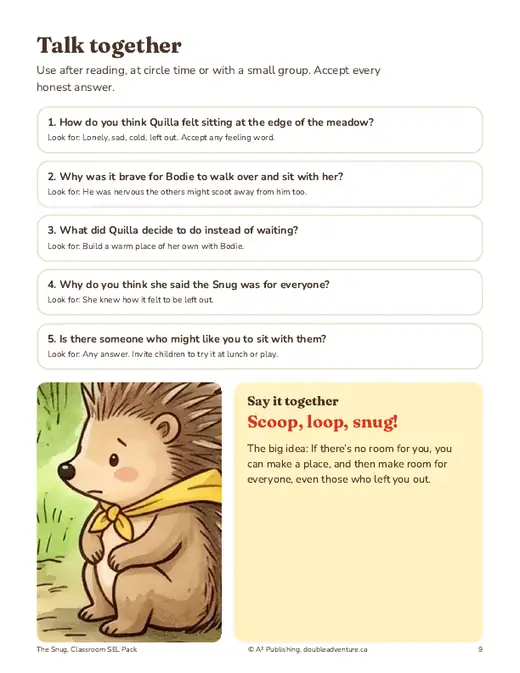 Talk together
Use after reading, at circle time or with a small group. Accept every
honest answer.
1. How do you think Quilla felt sitting at the edge of the meadow?
Look for: Lonely, sad, cold, left out. Accept any feeling word.
2. Why was it brave for Bodie to walk over and sit with her?
Look for: He was nervous the others might scoot away from him too.
3. What did Quilla decide to do instead of waiting?
Look for: Build a warm place of her own with Bodie.
4. Why do you think she said the Snug was for everyone?
Look for: She knew how it felt to be left out.
5. Is there someone who might like you to sit with them?
Look for: Any answer. Invite children to try it at lunch or play.
Say it together
Scoop, loop, snug!
The big idea: If there's no room for you, you
can make a place, and then make room for
everyone, even those who left you out.
The Snug, Classroom SEL Pack
© A² Publishing, doubleadventure.ca
9